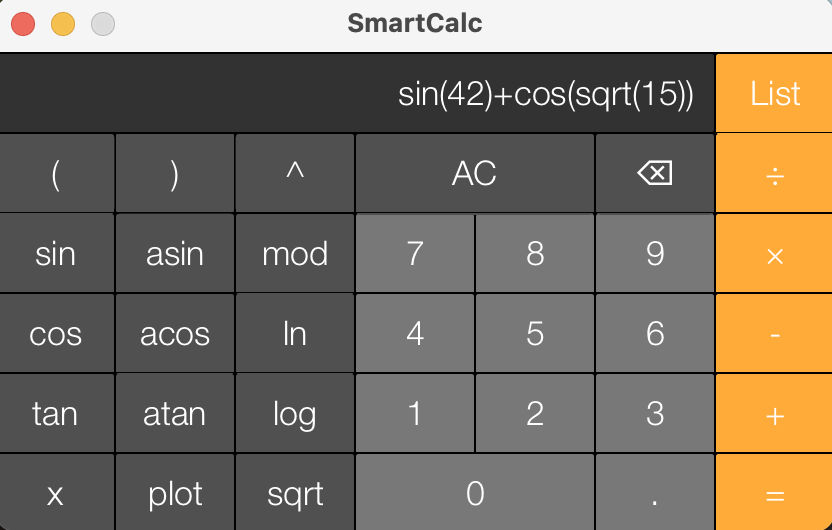 SmartCalc
sin(42)+cos(sqrt(15)) List
( ) ^ AC ÷
sin asin mod 7 8 9 ×
cos acos ln 4 5 6 -
tan atan log 1 2 3 +
x plot sqrt 0 . =